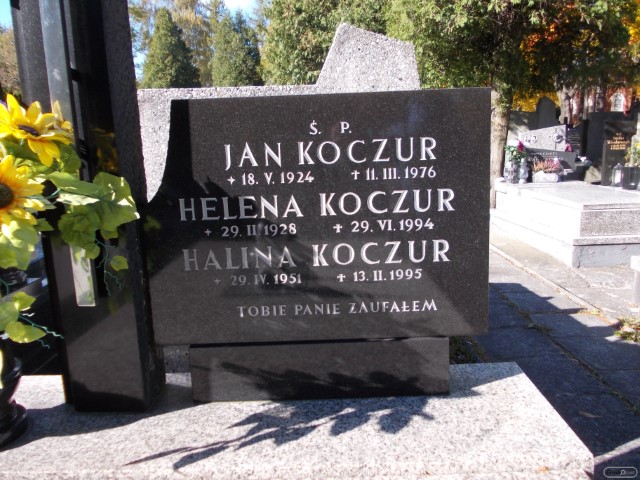 Ś. P.
JAN KOCZUR
+ 18. V. 1924 + 11. III. 1976
HELENA KOCZUR
+ 29. II 1928 + 29. VI. 1994
HALINA KOCZUR
+ 29. IV. 1951 + 13. II. 1995
TOBIE PANIE ZAUFAŁEM